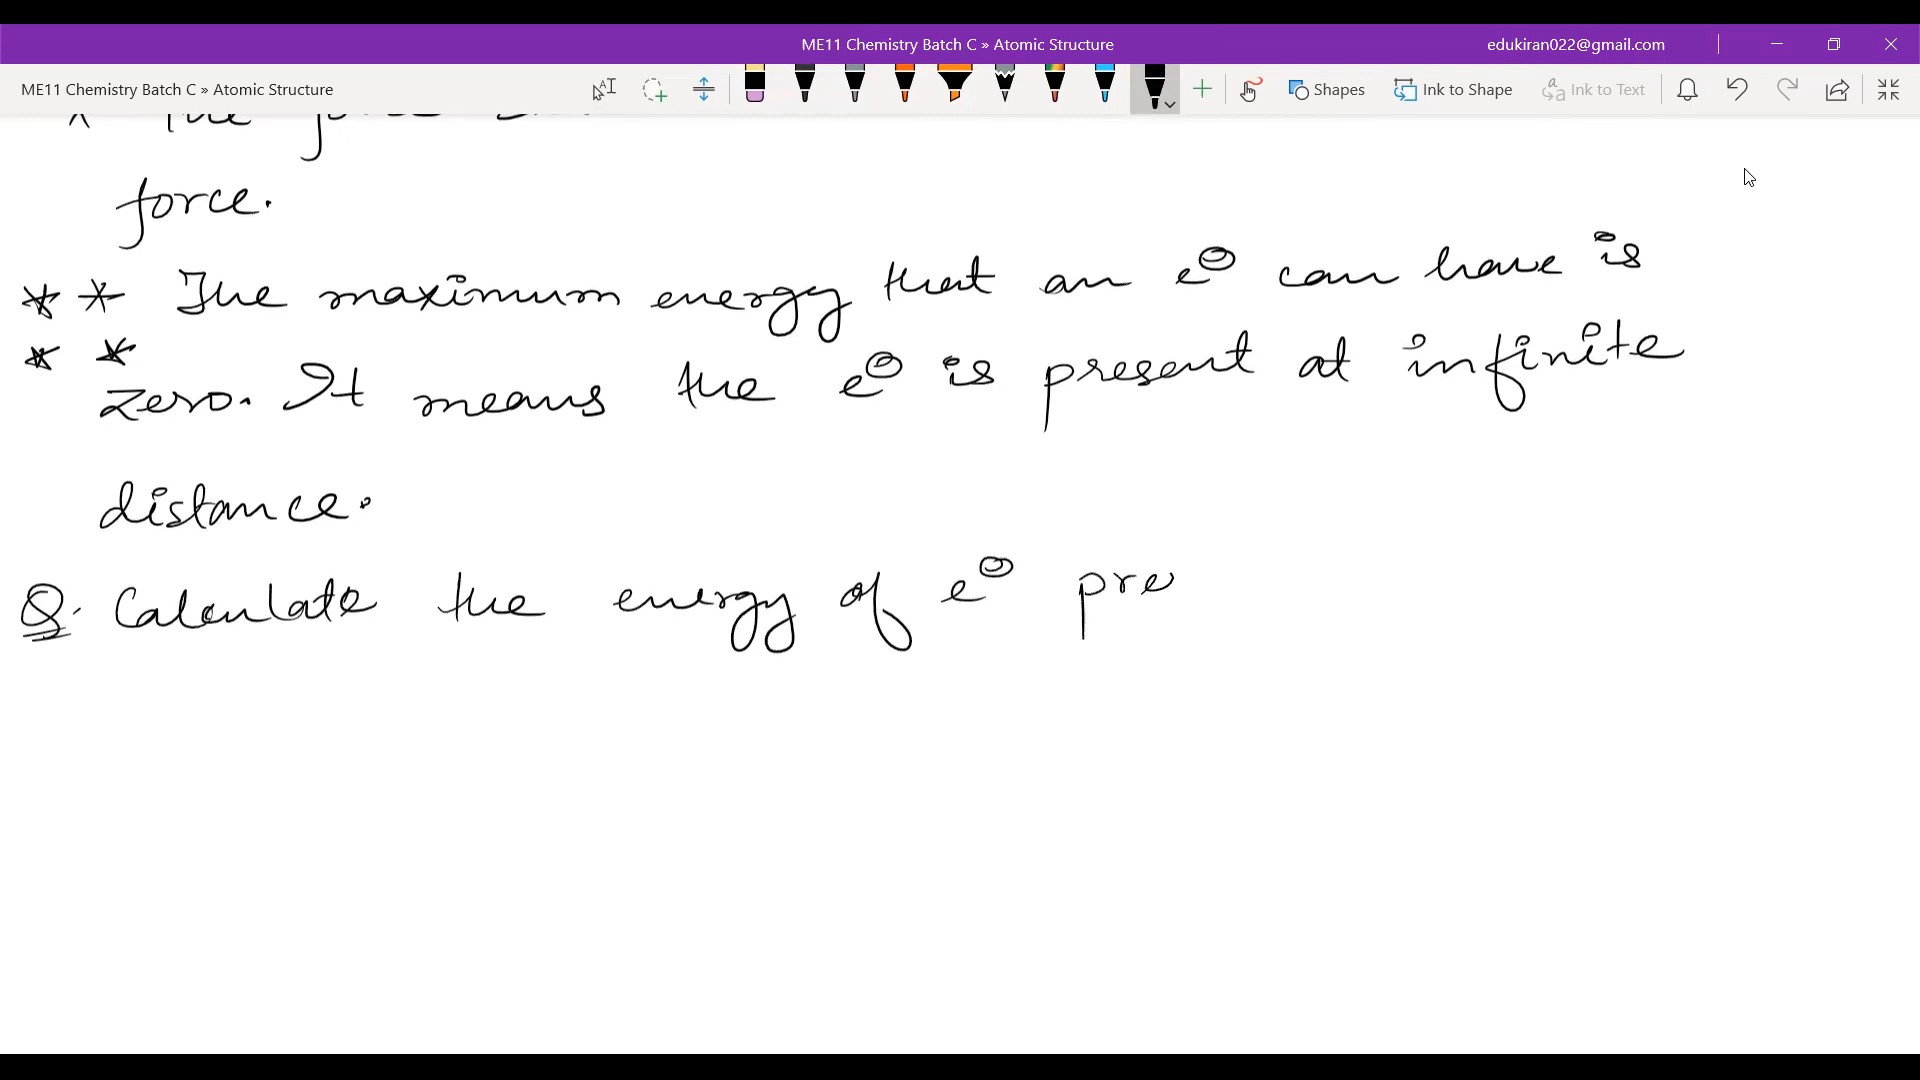 ME11 Chemistry Batch C » Atomic Structure
edukiran022@gmail.com
ME11 Chemistry Batch C » Atomic Structure
Shapes
Ink to Shape
Ink to Text
* The force
force.
** The maximum energy that an e⊖ can have is
** zero. It means the e⊖ is present at infinite
distance.
Q. Calculate the energy of e⊖ pre